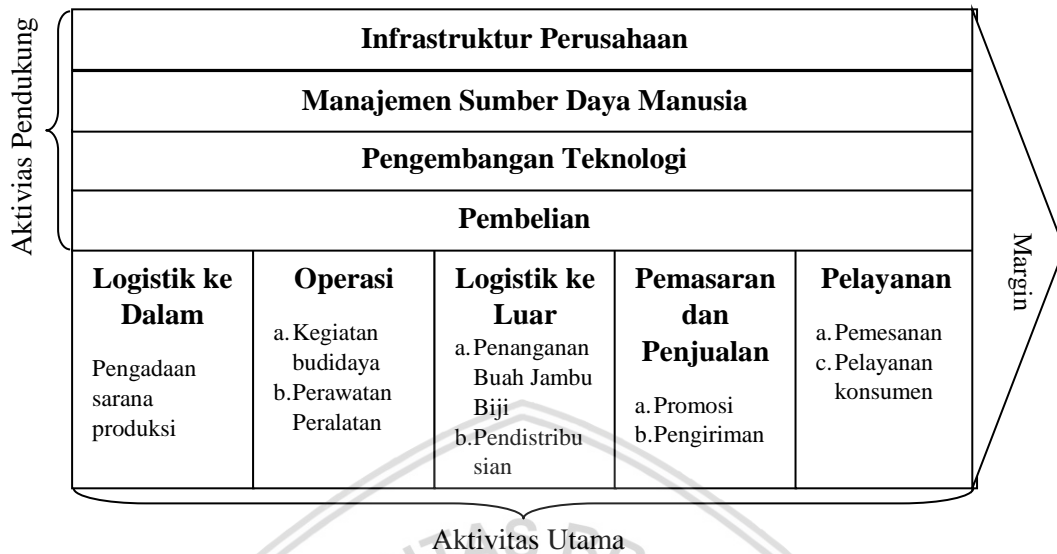 Aktivias Pendukung
Infrastruktur Perusahaan
Manajemen Sumber Daya Manusia
Pengembangan Teknologi
Pembelian
Logistik ke
Dalam
Pengadaan
sarana
produksi
Operasi
a. Kegiatan
budidaya
b. Perawatan
Peralatan
Logistik ke
Luar
a. Penanganan
Buah Jambu
Biji
b. Pendistribu
sian
Pemasaran
dan
Penjualan
a. Promosi
b. Pengiriman
Pelayanan
a. Pemesanan
c. Pelayanan
konsumen
Margin
Aktivitas Utama